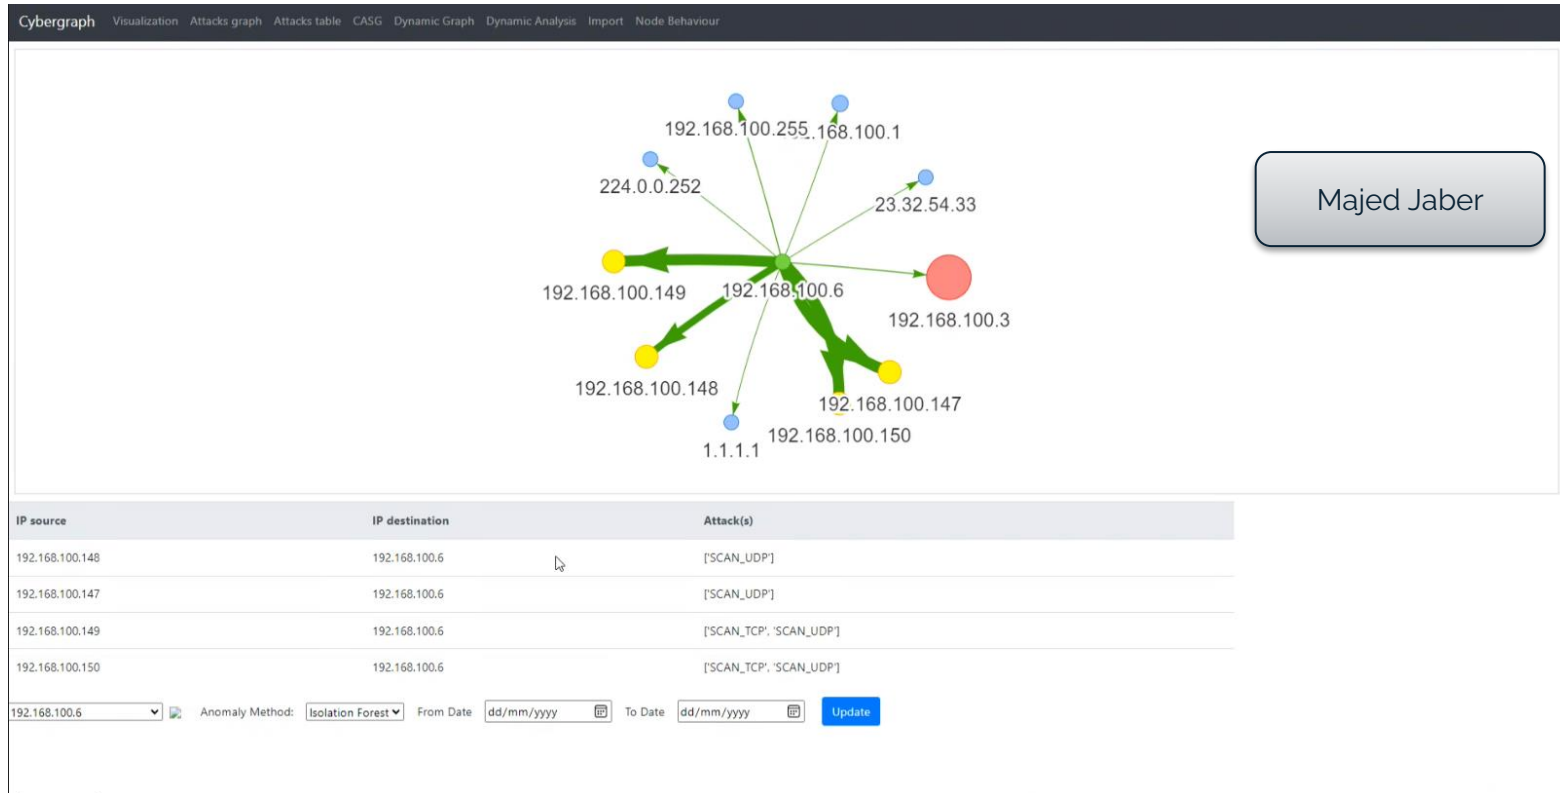 Cybergraph Visualization Attacks graph Attacks table CASG Dynamic Graph Dynamic Analysis Import Node Behaviour
192.168.100.255 .168.100.1
224.0.0.252
23.32.54.33
Majed Jaber
192.168.100.149 192.168.100.6
192.168.100.3
192.168.100.148
192.168.100.147
192.168.100.150
1.1.1.1
IP source IP destination Attack(s)
192.168.100.148 192.168.100.6 ['SCAN_UDP']
192.168.100.147 192.168.100.6 ['SCAN_UDP']
192.168.100.149 192.168.100.6 ['SCAN_TCP', 'SCAN_UDP']
192.168.100.150 192.168.100.6 ['SCAN_TCP', 'SCAN_UDP']
192.168.100.6 Anomaly Method: Isolation Forest From Date dd/mm/yyyy To Date dd/mm/yyyy Update